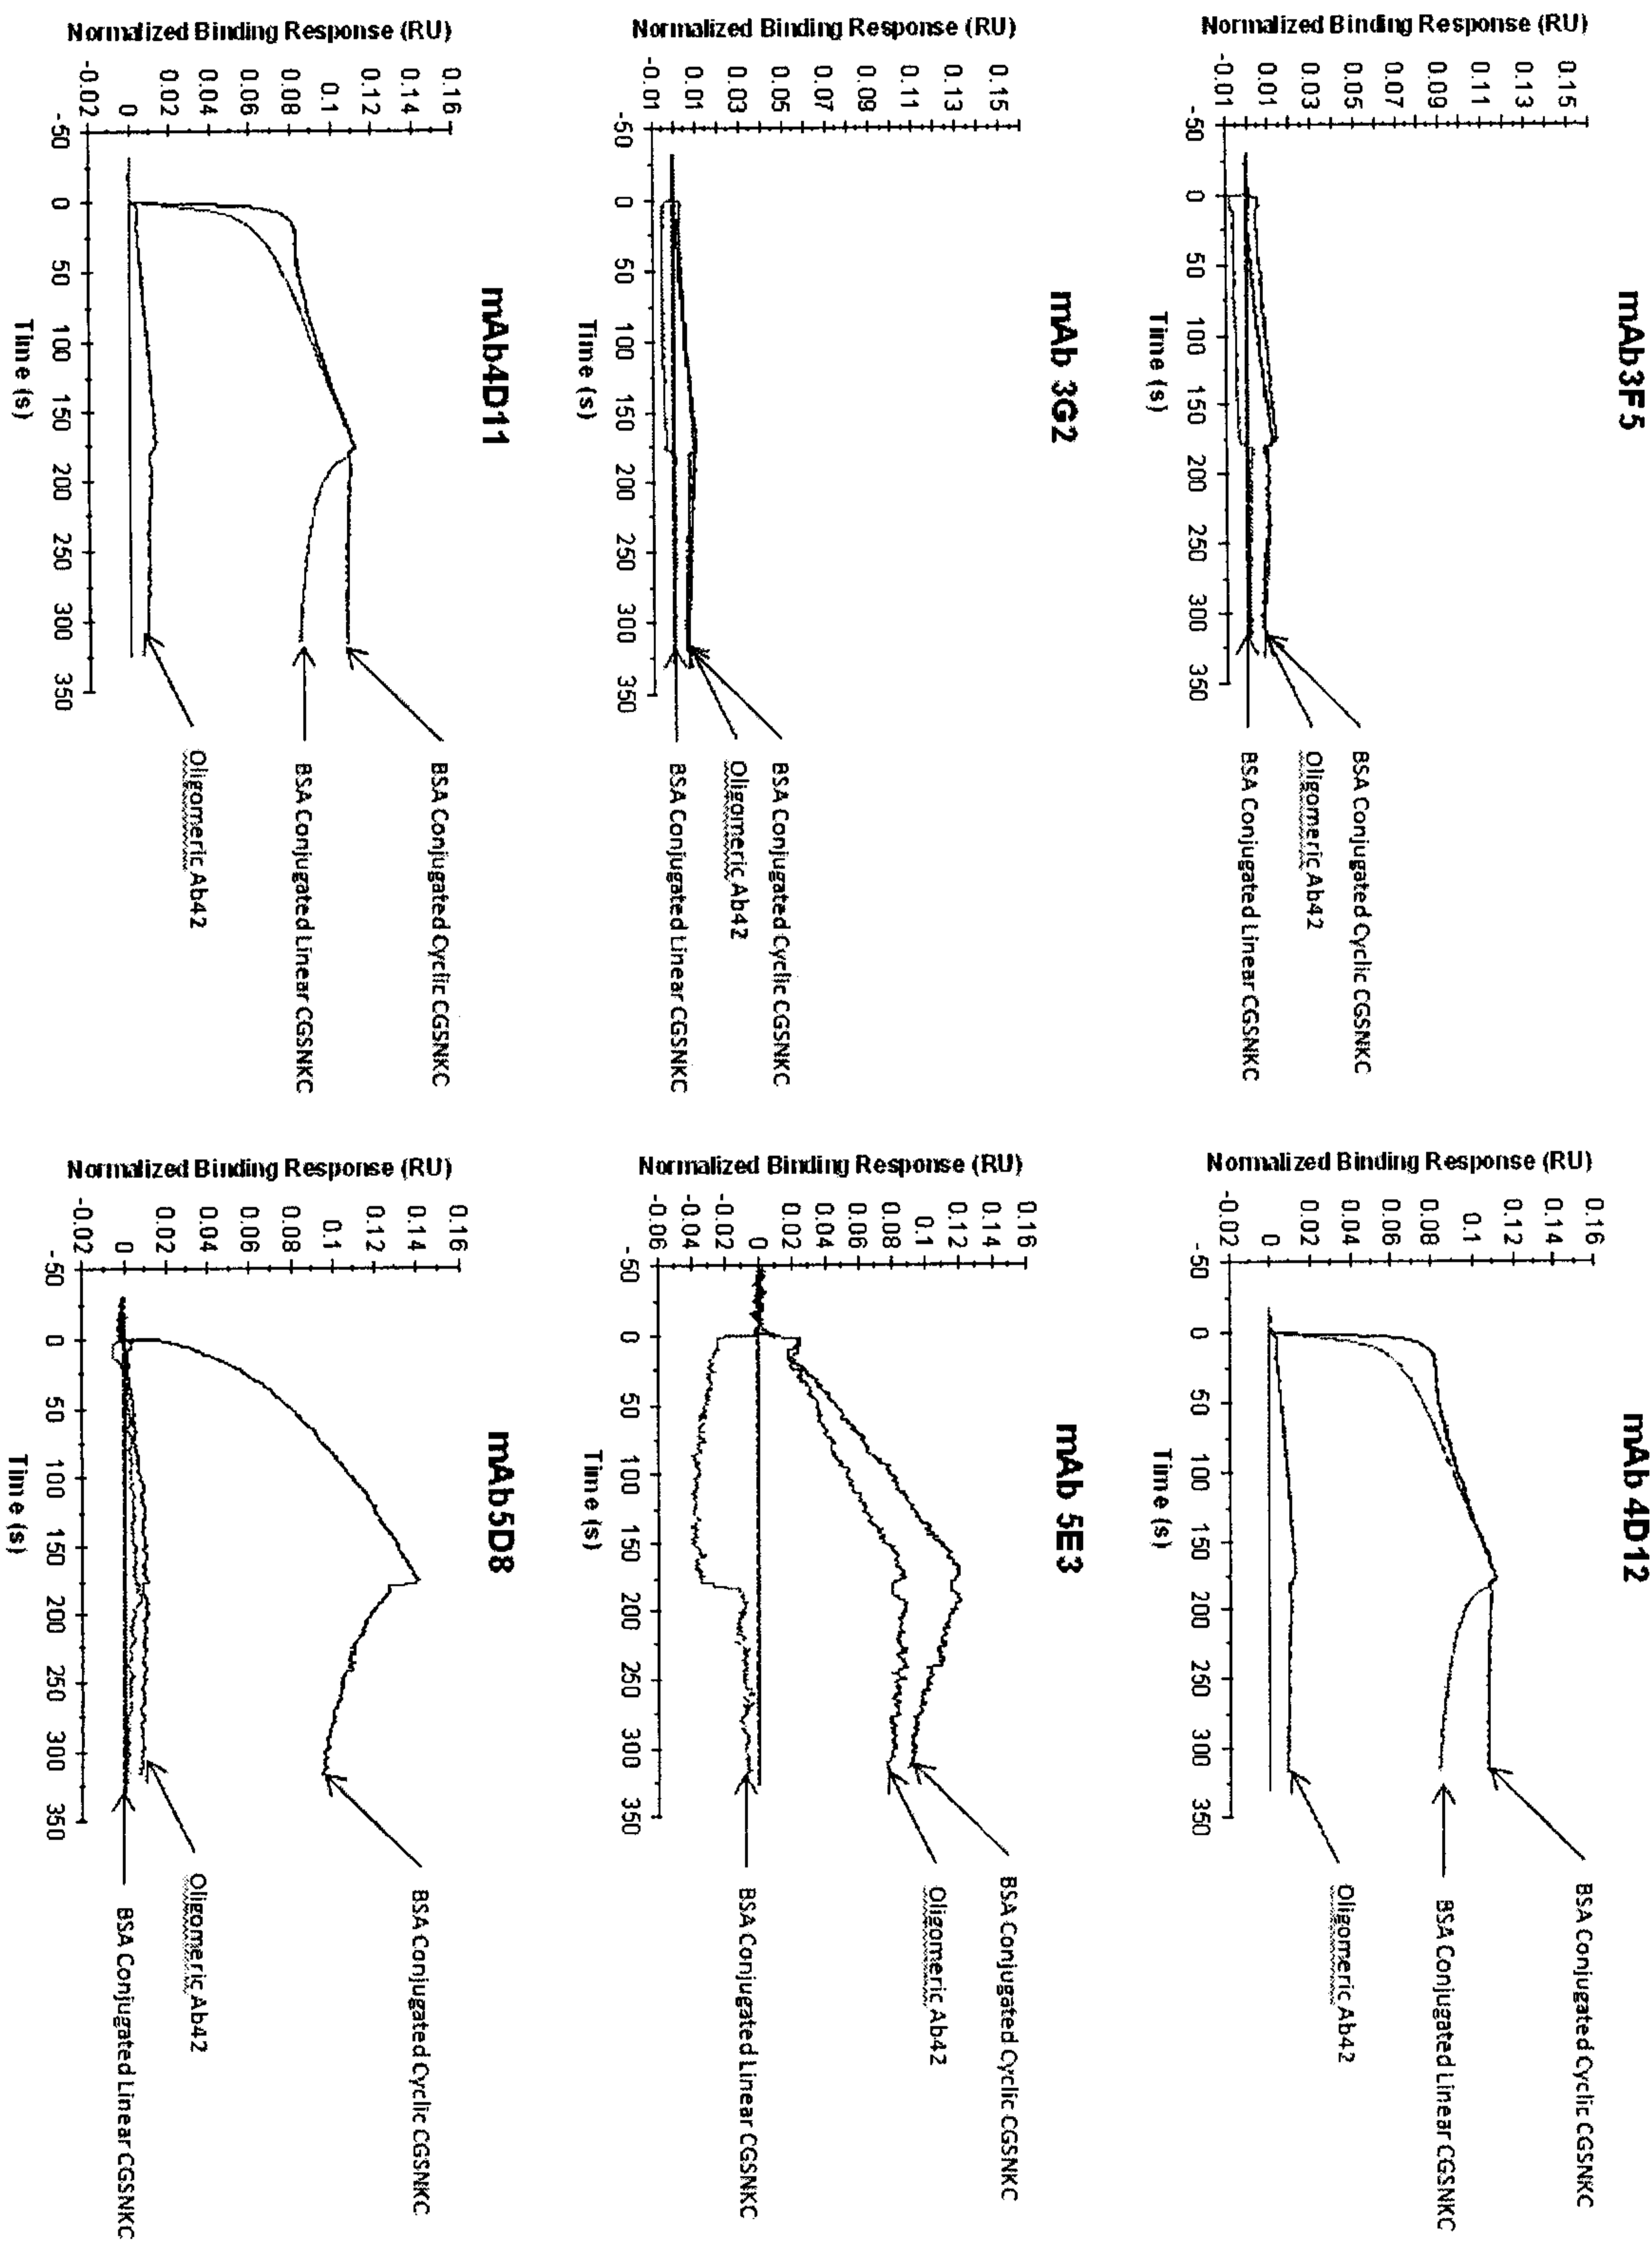 mAb3F5
Normalized Binding Response (RU)
0.15
0.13
0.11
0.09
0.07
0.05
0.03
0.01
-0.01
-50 0 50 100 150 200 250 300 350
Time (s)
BSA Conjugated Cyclic CGSNKC
Oligomeric Ab42
BSA Conjugated Linear CGSNKC
mAb 4D12
Normalized Binding Response (RU)
0.16
0.14
0.12
0.1
0.08
0.06
0.04
0.02
0
-0.02
-50 0 50 100 150 200 250 300 350
Time (s)
BSA Conjugated Cyclic CGSNKC
BSA Conjugated Linear CGSNKC
Oligomeric Ab42
mAb 3G2
Normalized Binding Response (RU)
0.15
0.13
0.11
0.09
0.07
0.05
0.03
0.01
-0.01
-50 0 50 100 150 200 250 300 350
Time (s)
BSA Conjugated Cyclic CGSNKC
Oligomeric Ab42
BSA Conjugated Linear CGSNKC
mAb 5E3
Normalized Binding Response (RU)
0.16
0.14
0.12
0.1
0.08
0.06
0.04
0.02
0
-0.02
-0.04
-0.06
-50 0 50 100 150 200 250 300 350
Time (s)
BSA Conjugated Cyclic CGSNKC
Oligomeric Ab42
BSA Conjugated Linear CGSNKC
mAb4D11
Normalized Binding Response (RU)
0.16
0.14
0.12
0.1
0.08
0.06
0.04
0.02
0
-0.02
-50 0 50 100 150 200 250 300 350
Time (s)
BSA Conjugated Cyclic CGSNKC
BSA Conjugated Linear CGSNKC
Oligomeric Ab42
mAb5D8
Normalized Binding Response (RU)
0.16
0.14
0.12
0.1
0.08
0.06
0.04
0.02
0
-0.02
-50 0 50 100 150 200 250 300 350
Time (s)
BSA Conjugated Cyclic CGSNKC
Oligomeric Ab42
BSA Conjugated Linear CGSNKC